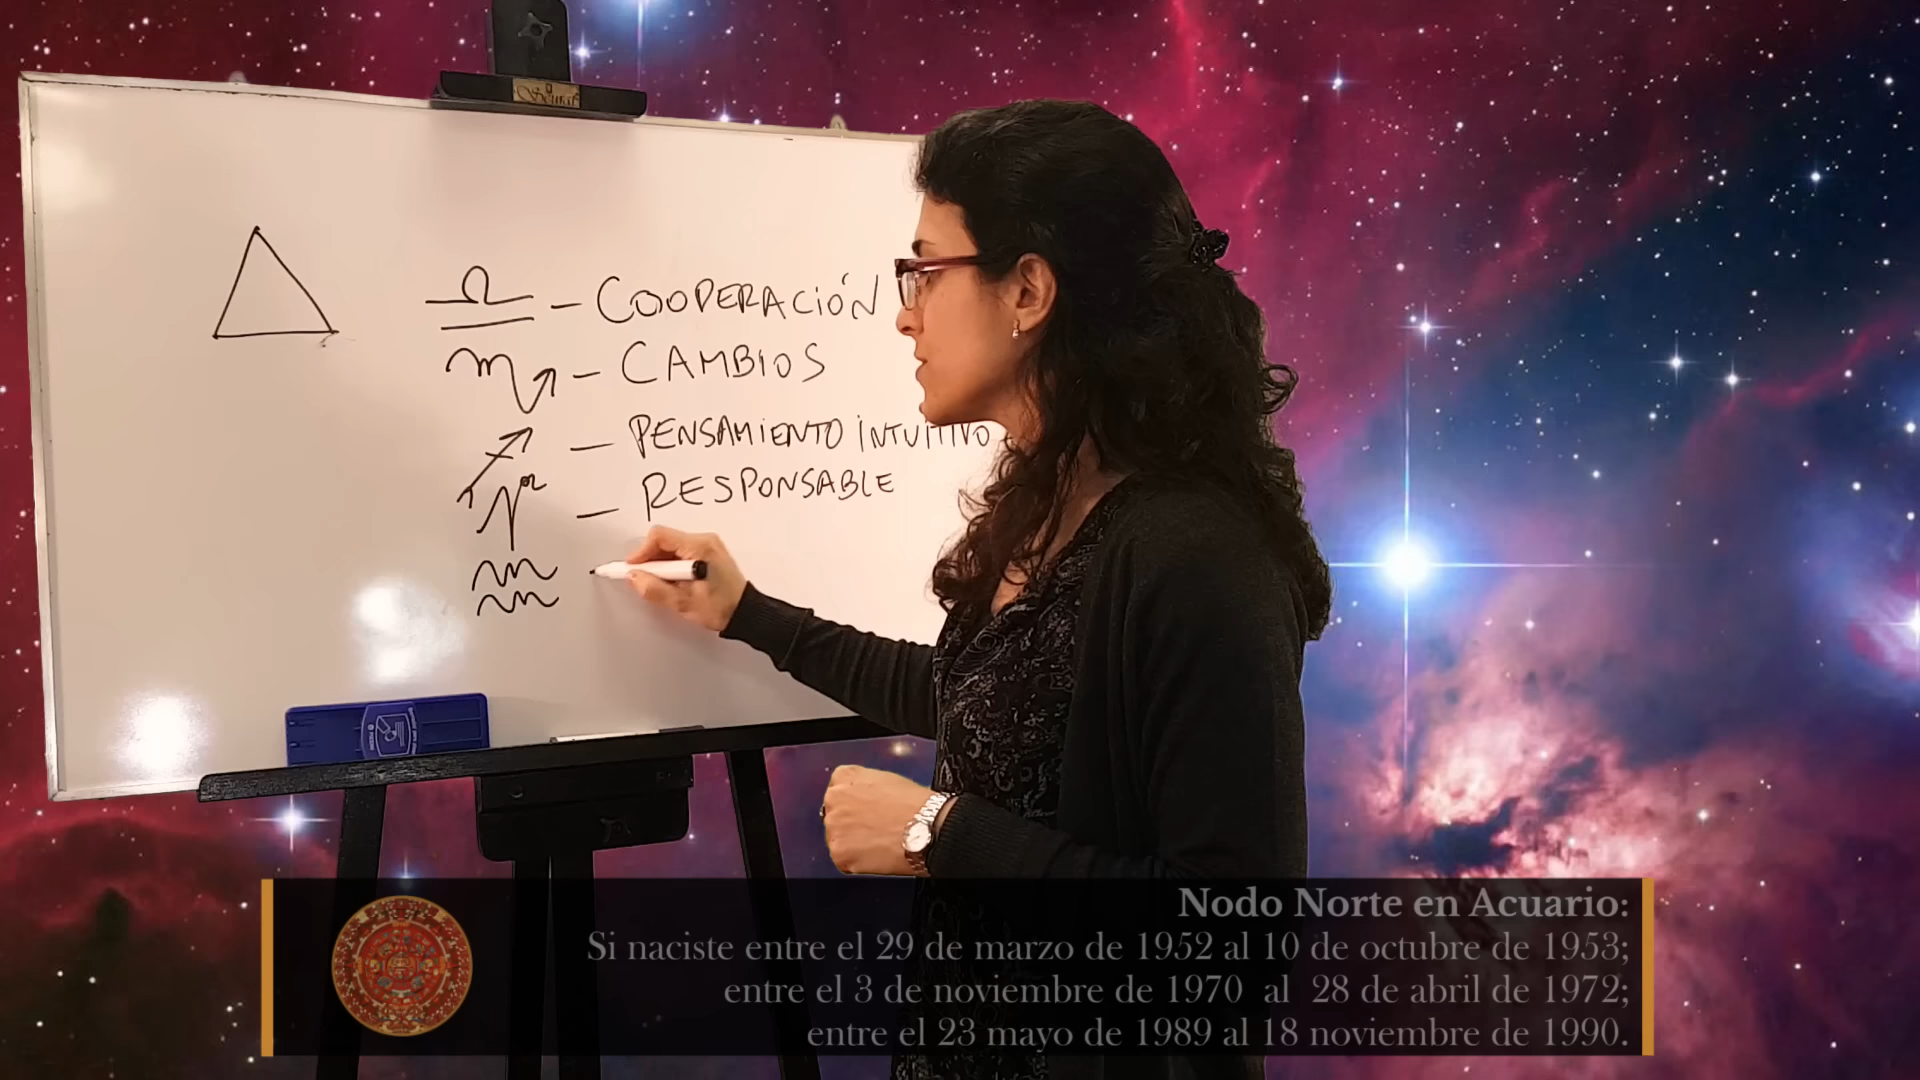 Seurat
♎ – COOPERACIÓN
♏ – CAMBIOS
♐ – PENSAMIENTO INTUITIVO
♑ – RESPONSABLE
♒
Nodo Norte en Acuario:
Si naciste entre el 29 de marzo de 1952 al 10 de octubre de 1953;
entre el 3 de noviembre de 1970 al 28 de abril de 1972;
entre el 23 mayo de 1989 al 18 noviembre de 1990.